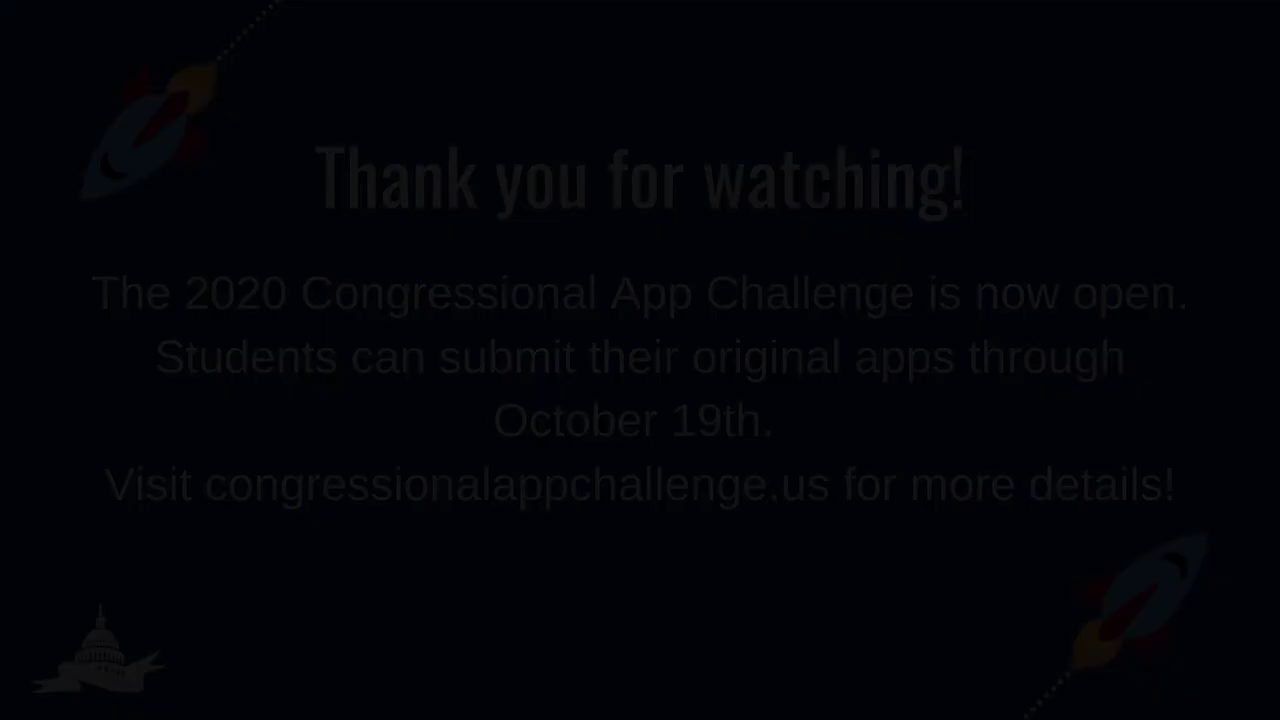 Thank you for watching!
The 2020 Congressional App Challenge is now open.
Students can submit their original apps through
October 19th.
Visit congressionalappchallenge.us for more details!